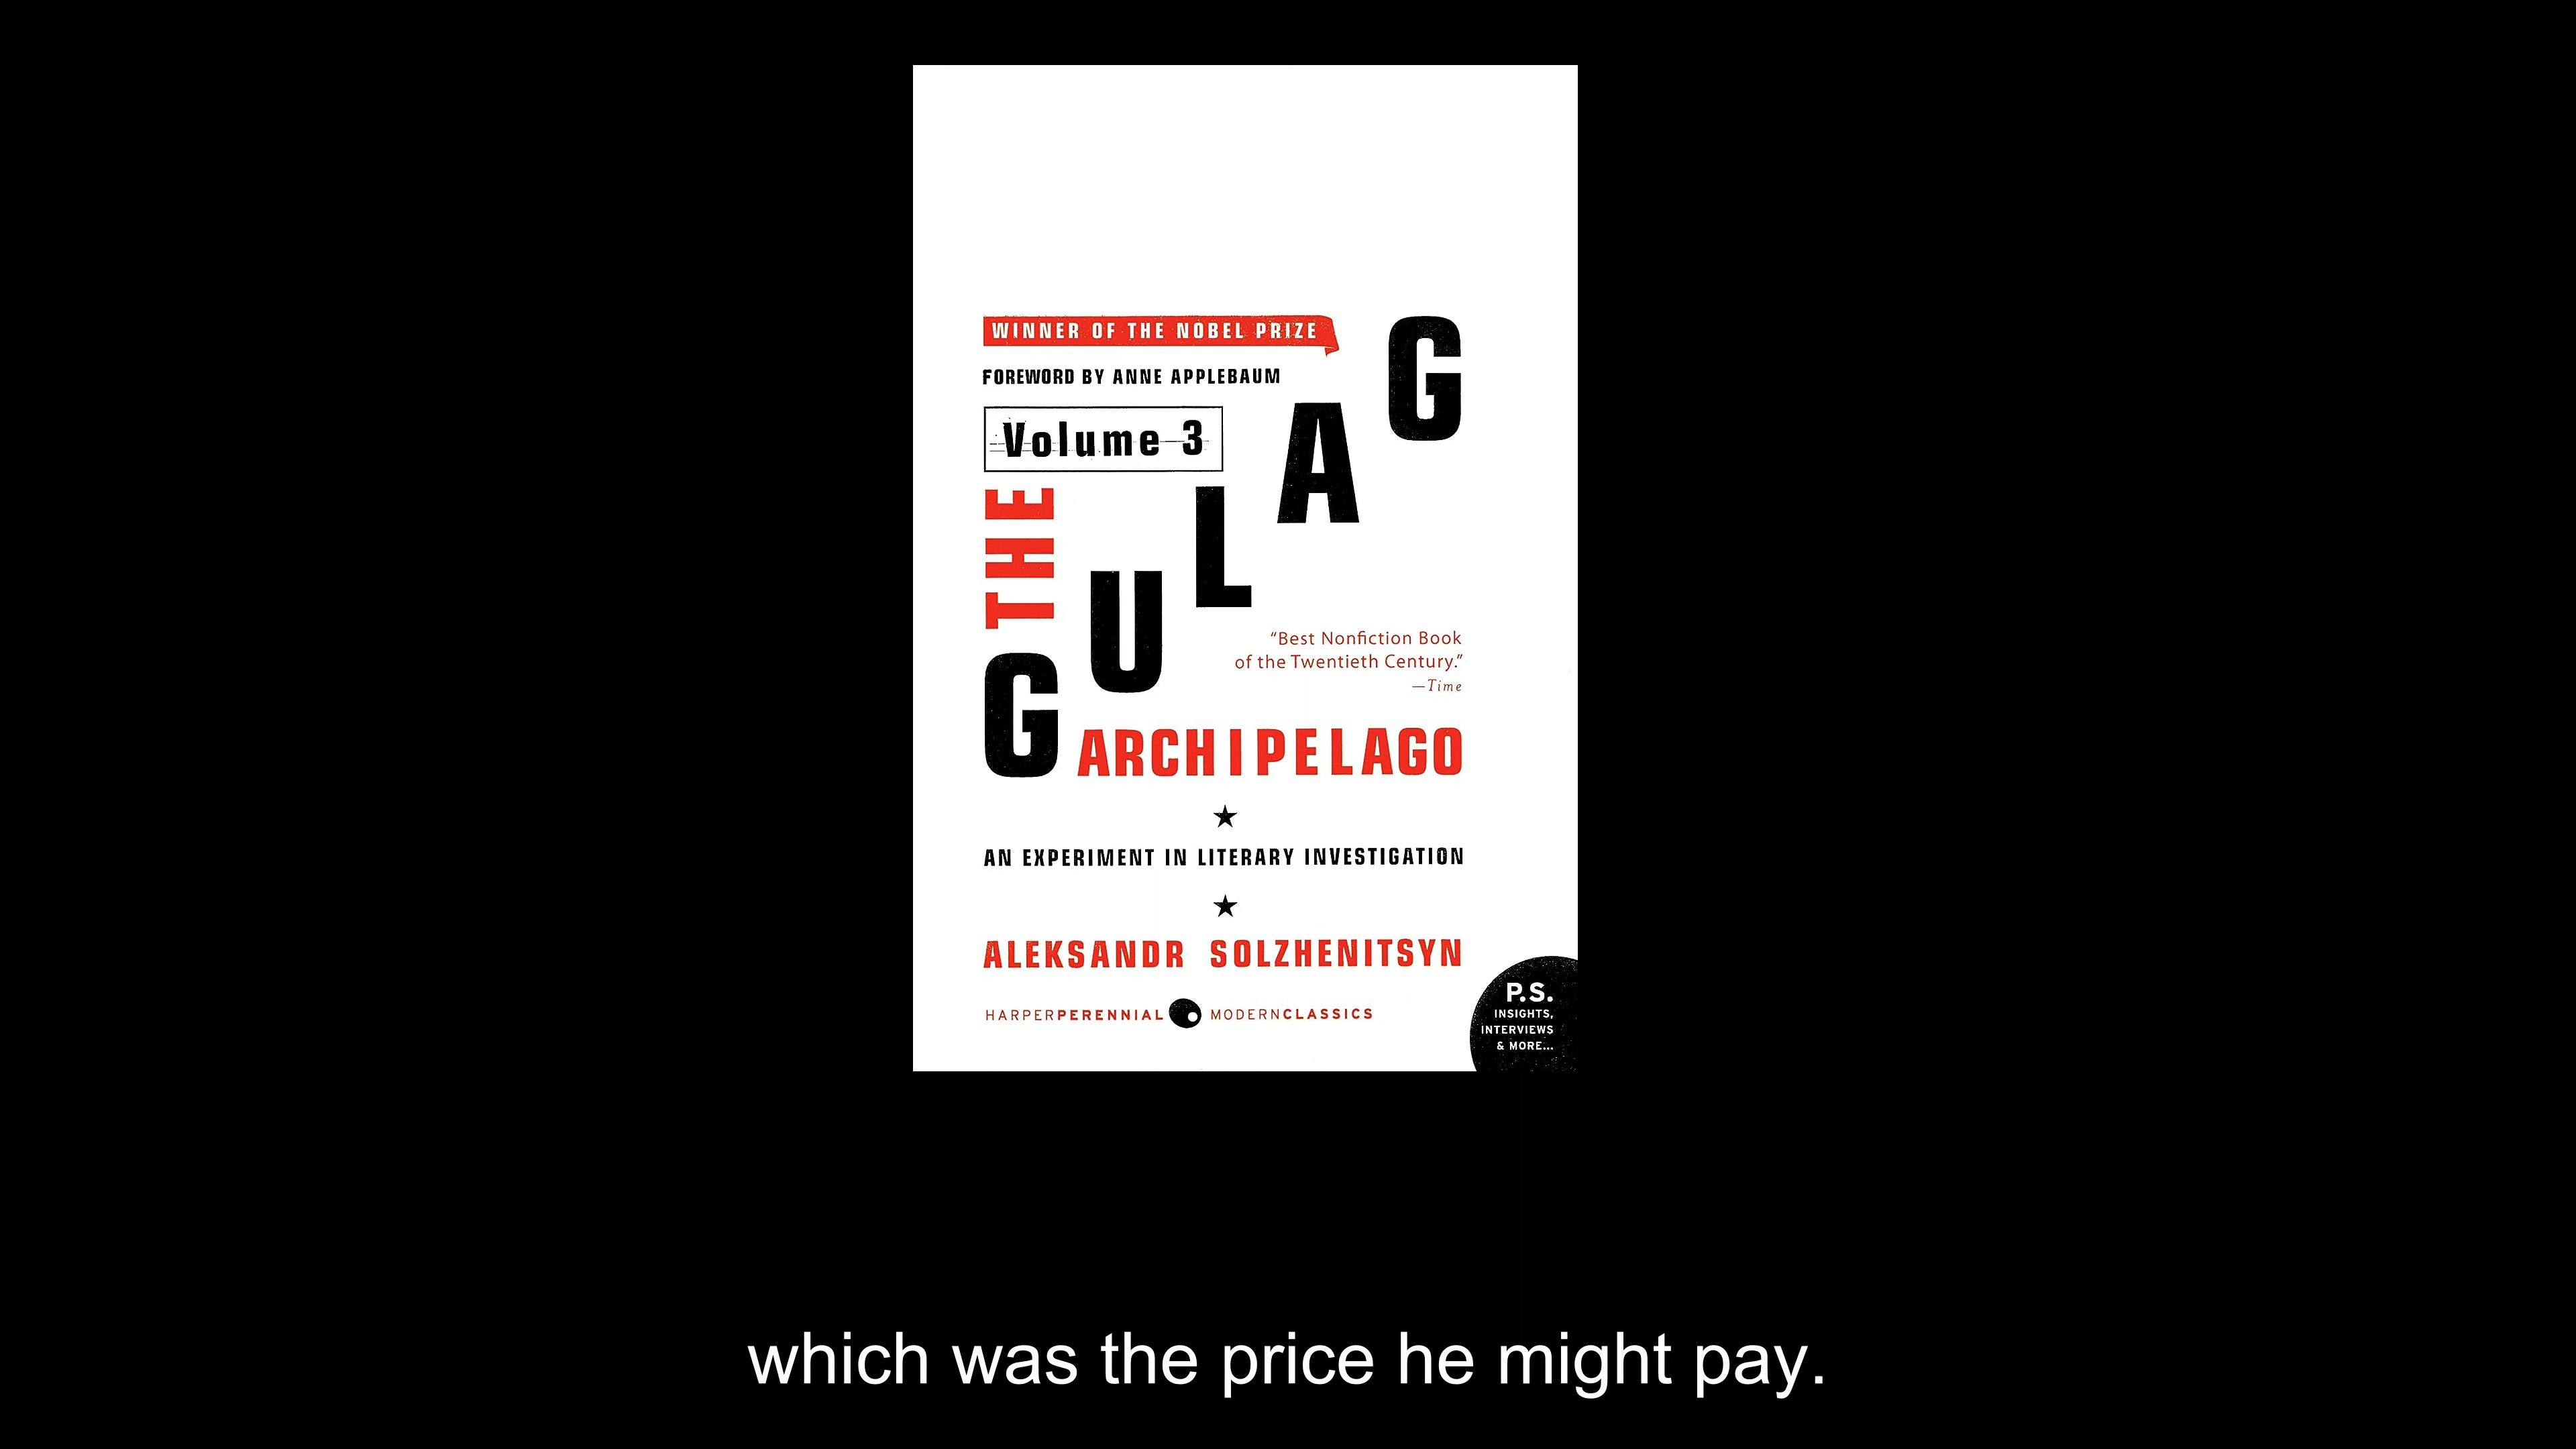 WINNER OF THE NOBEL PRIZE
FOREWORD BY ANNE APPLEBAUM
Volume 3
THE
GULAG
"Best Nonfiction Book
of the Twentieth Century."
—Time
ARCHIPELAGO
AN EXPERIMENT IN LITERARY INVESTIGATION
ALEKSANDR SOLZHENITSYN
HARPERPERENNIAL MODERNCLASSICS
P.S.
INSIGHTS,
INTERVIEWS
& MORE...
which was the price he might pay.